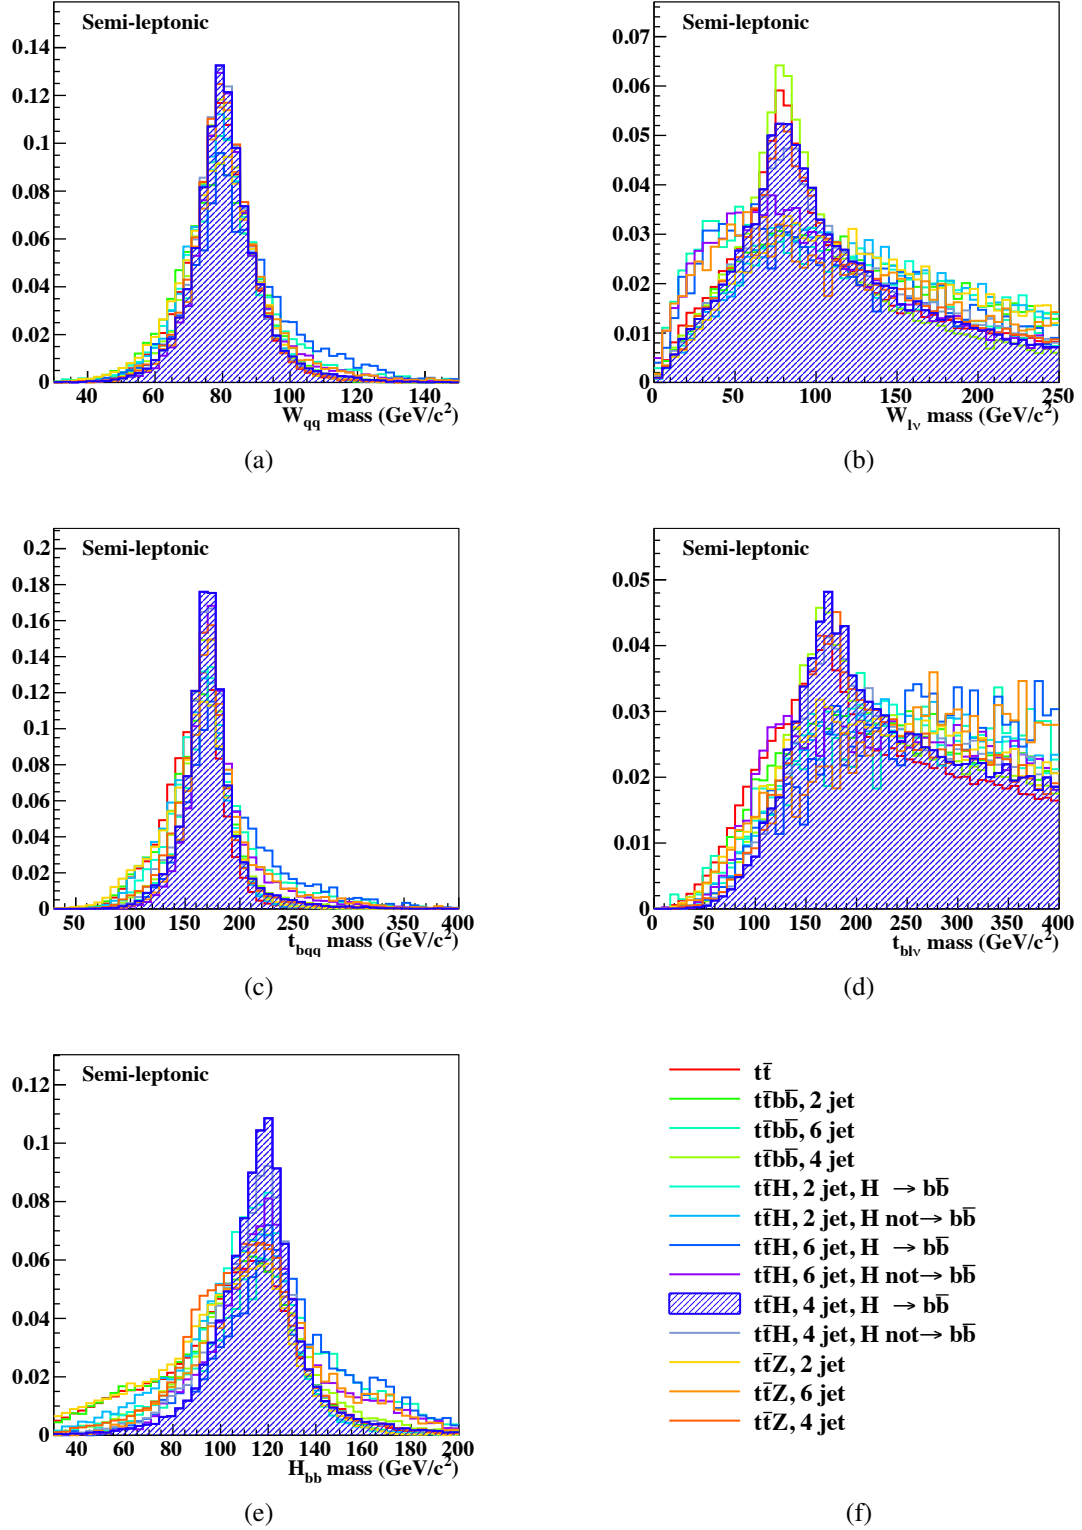 Semi-leptonic
0.14
0.12
0.1
0.08
0.06
0.04
0.02
0
40 60 80 100 120 140
W_qq mass (GeV/c²)
(a)
Semi-leptonic
0.07
0.06
0.05
0.04
0.03
0.02
0.01
0
0 50 100 150 200 250
W_lν mass (GeV/c²)
(b)
Semi-leptonic
0.2
0.18
0.16
0.14
0.12
0.1
0.08
0.06
0.04
0.02
0
50 100 150 200 250 300 350 400
t_bqq mass (GeV/c²)
(c)
Semi-leptonic
0.05
0.04
0.03
0.02
0.01
0
0 50 100 150 200 250 300 350 400
t_blν mass (GeV/c²)
(d)
Semi-leptonic
0.12
0.1
0.08
0.06
0.04
0.02
0
40 60 80 100 120 140 160 180 200
H_bb mass (GeV/c²)
(e)
tt̄
tt̄bb̄, 2 jet
tt̄bb̄, 6 jet
tt̄bb̄, 4 jet
tt̄H, 2 jet, H → bb̄
tt̄H, 2 jet, H not→ bb̄
tt̄H, 6 jet, H → bb̄
tt̄H, 6 jet, H not→ bb̄
tt̄H, 4 jet, H → bb̄
tt̄H, 4 jet, H not→ bb̄
tt̄Z, 2 jet
tt̄Z, 6 jet
tt̄Z, 4 jet
(f)